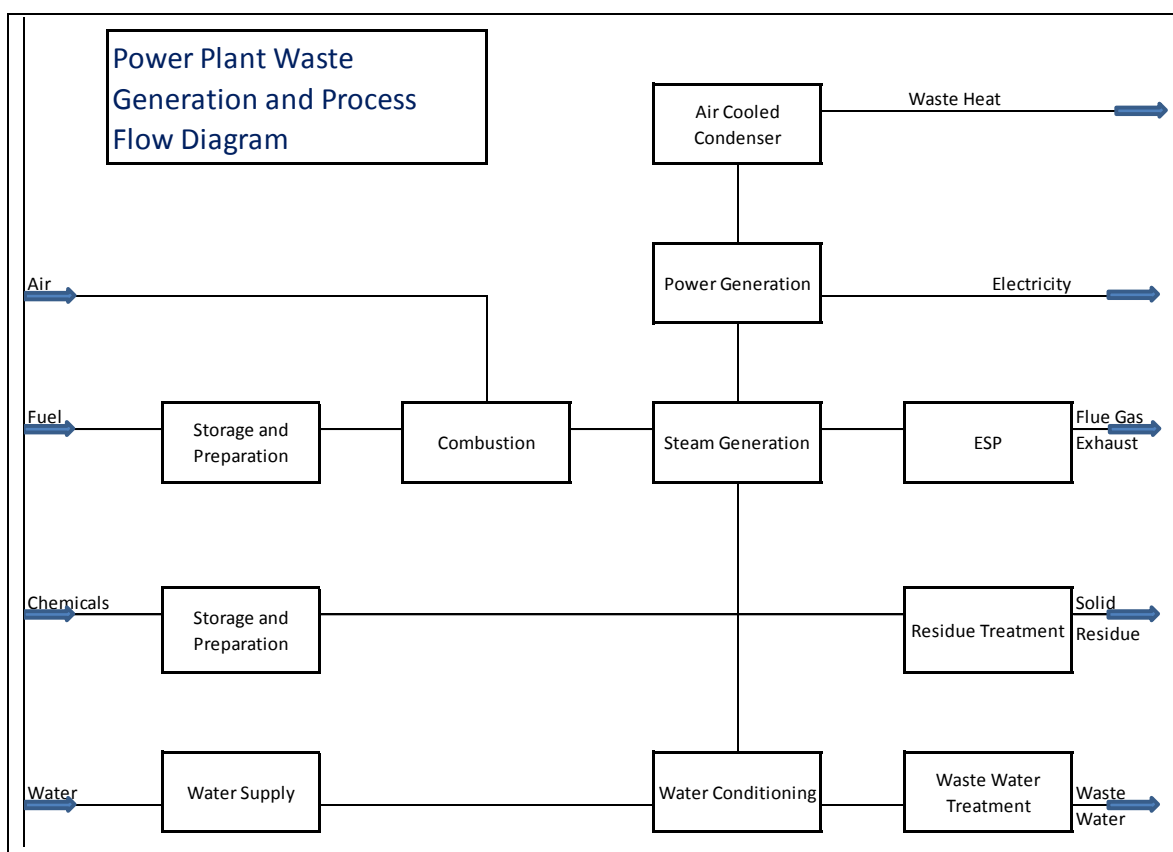 Power Plant Waste
Generation and Process
Flow Diagram
Air Cooled
Condenser
Waste Heat
Air
Power Generation
Electricity
Fuel
Storage and
Preparation
Combustion
Steam Generation
ESP
Flue Gas
Exhaust
Chemicals
Storage and
Preparation
Residue Treatment
Solid
Residue
Water
Water Supply
Water Conditioning
Waste Water
Treatment
Waste
Water